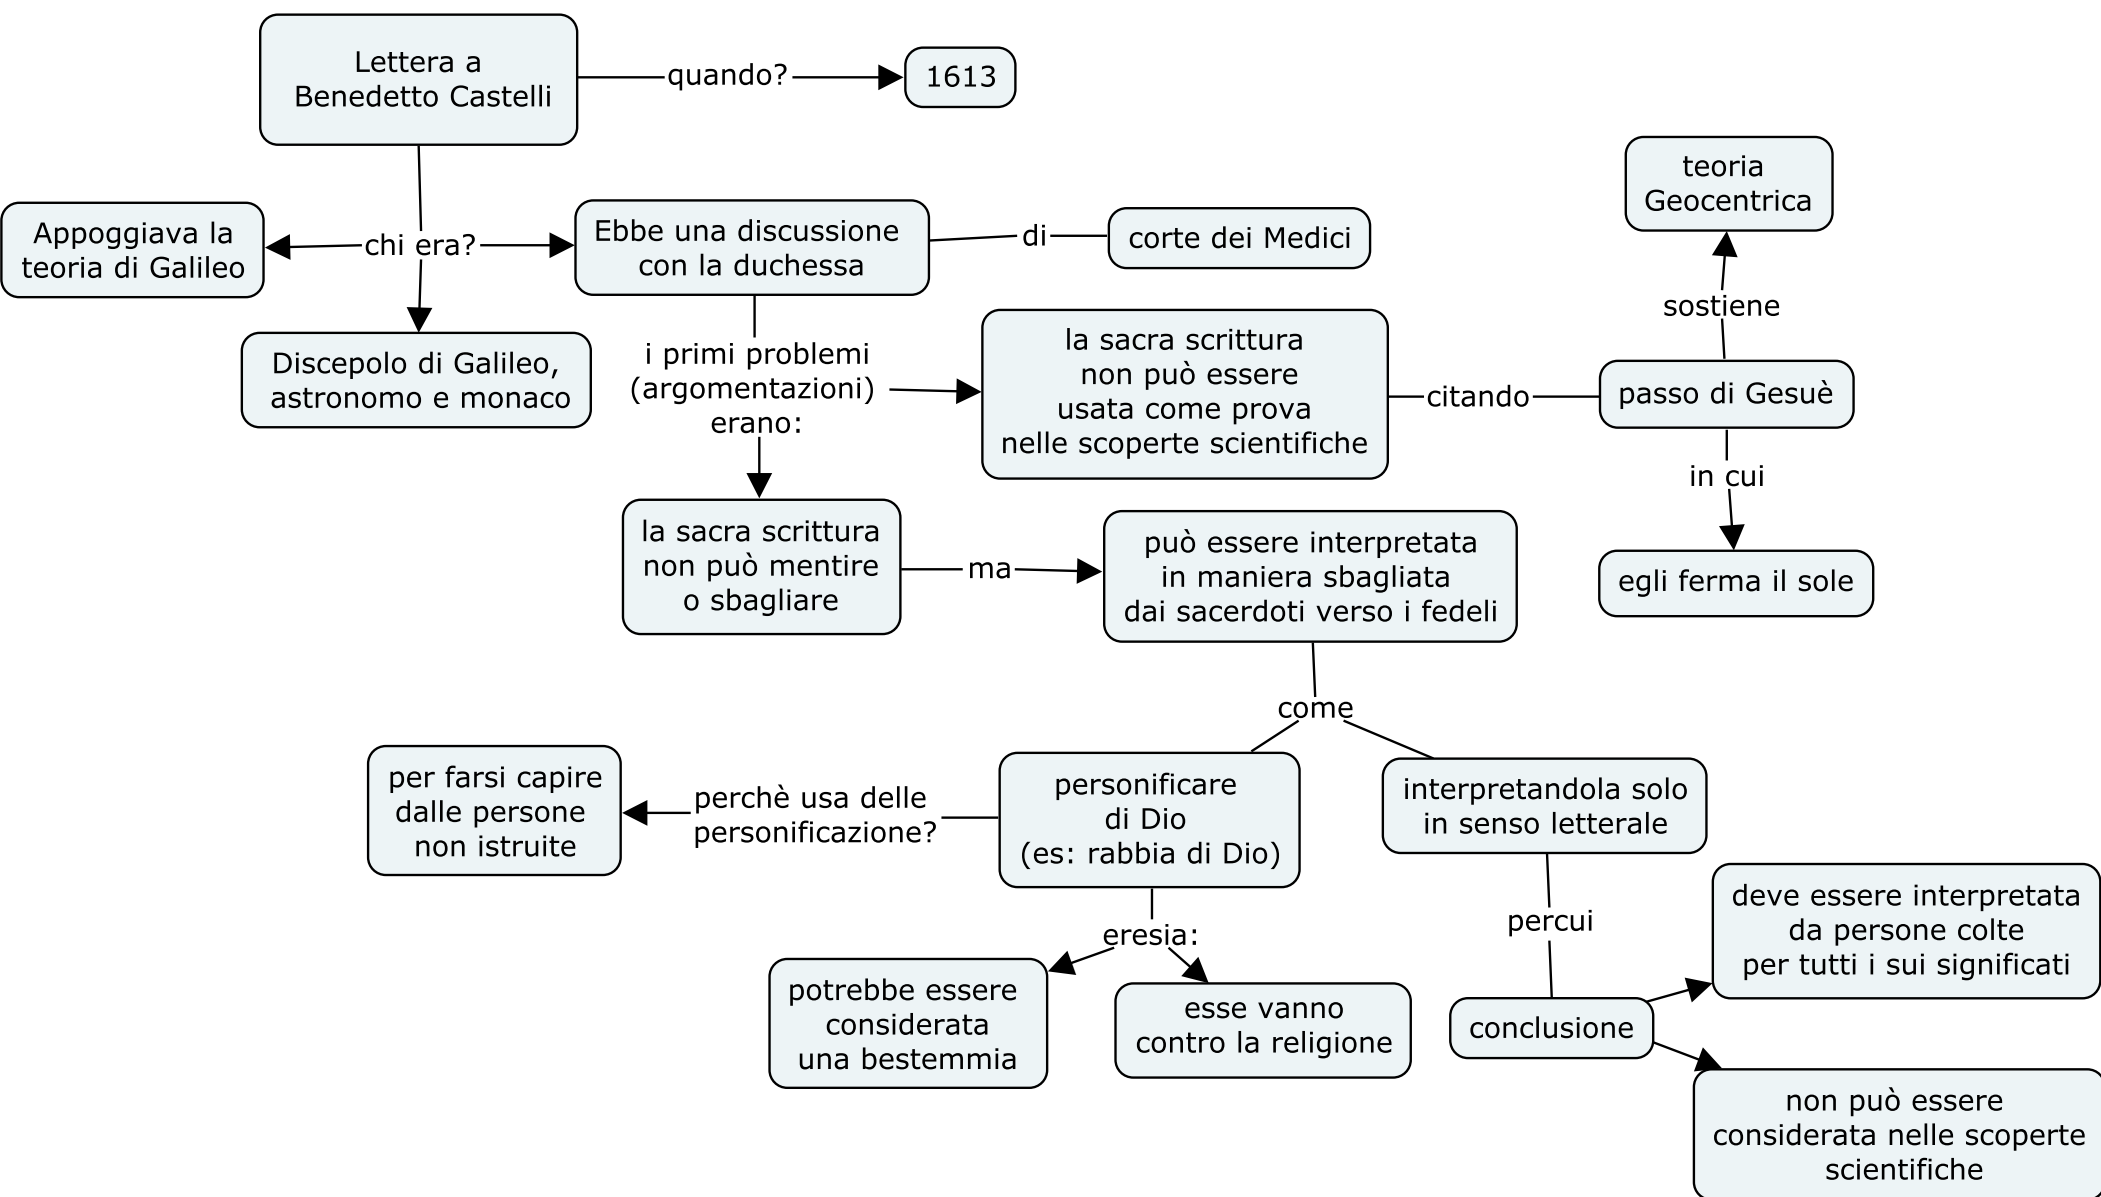 Lettera a
Benedetto Castelli
quando?
1613
teoria
Geocentrica
Appoggiava la
teoria di Galileo
chi era?
Ebbe una discussione
con la duchessa
di
corte dei Medici
sostiene
Discepolo di Galileo,
astronomo e monaco
i primi problemi
(argomentazioni)
erano:
la sacra scrittura
non può essere
usata come prova
nelle scoperte scientifiche
citando
passo di Gesuè
in cui
egli ferma il sole
la sacra scrittura
non può mentire
o sbagliare
ma
può essere interpretata
in maniera sbagliata
dai sacerdoti verso i fedeli
come
per farsi capire
dalle persone
non istruite
perchè usa delle
personificazione?
personificare
di Dio
(es: rabbia di Dio)
interpretandola solo
in senso letterale
eresia:
percui
deve essere interpretata
da persone colte
per tutti i sui significati
potrebbe essere
considerata
una bestemmia
esse vanno
contro la religione
conclusione
non può essere
considerata nelle scoperte
scientifiche